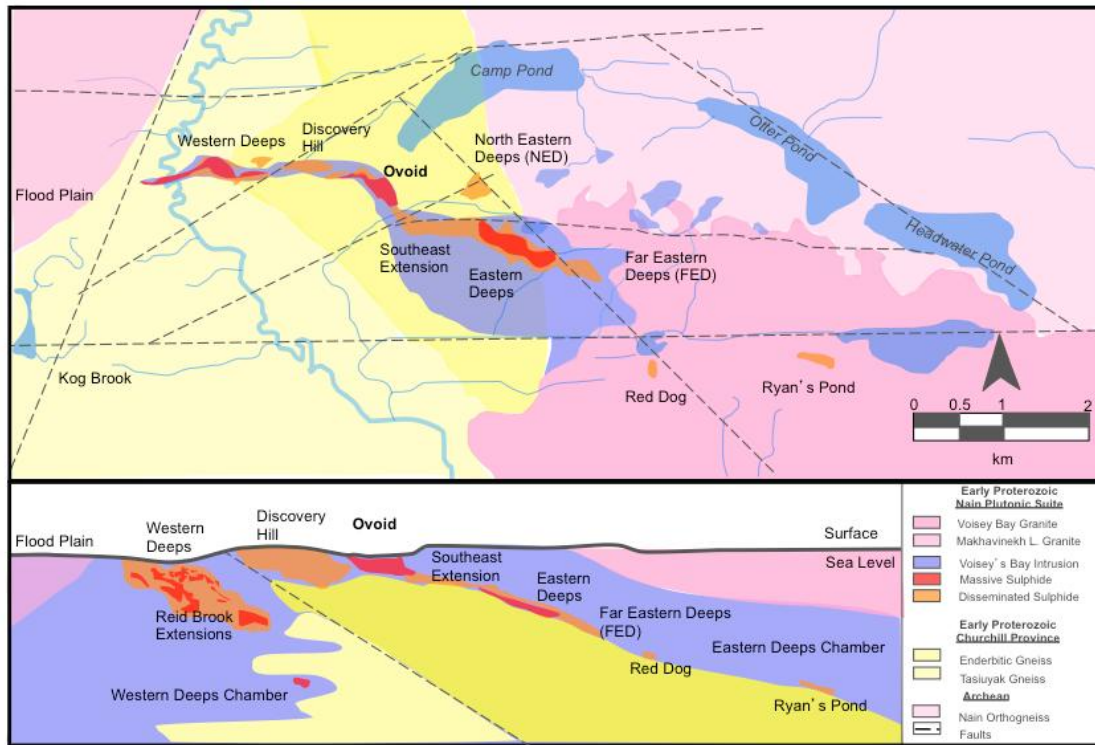 Camp Pond
Otter Pond
Headwater Pond
Western Deeps
Discovery
Hill
North Eastern
Deeps (NED)
Ovoid
Flood Plain
Southeast
Extension
Eastern
Deeps
Far Eastern
Deeps (FED)
Kog Brook
Red Dog
Ryan's Pond
0 0.5 1 2
km
Flood Plain
Western
Deeps
Discovery
Hill
Ovoid
Surface
Sea Level
Southeast
Extension
Eastern
Deeps
Reid Brook
Extensions
Far Eastern Deeps
(FED)
Eastern Deeps Chamber
Red Dog
Western Deeps Chamber
Ryan's Pond
Early Proterozoic
Nain Plutonic Suite
Voisey Bay Granite
Makhavinekh L. Granite
Voisey's Bay Intrusion
Massive Sulphide
Disseminated Sulphide
Early Proterozoic
Churchill Province
Enderbitic Gneiss
Tasiuyak Gneiss
Archean
Nain Orthogneiss
Faults